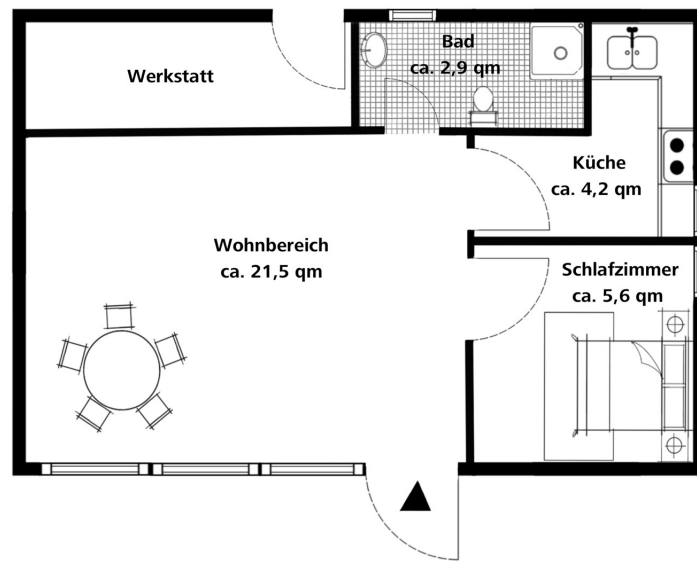 Werkstatt
Bad
ca. 2,9 qm
Küche
ca. 4,2 qm
Wohnbereich
ca. 21,5 qm
Schlafzimmer
ca. 5,6 qm